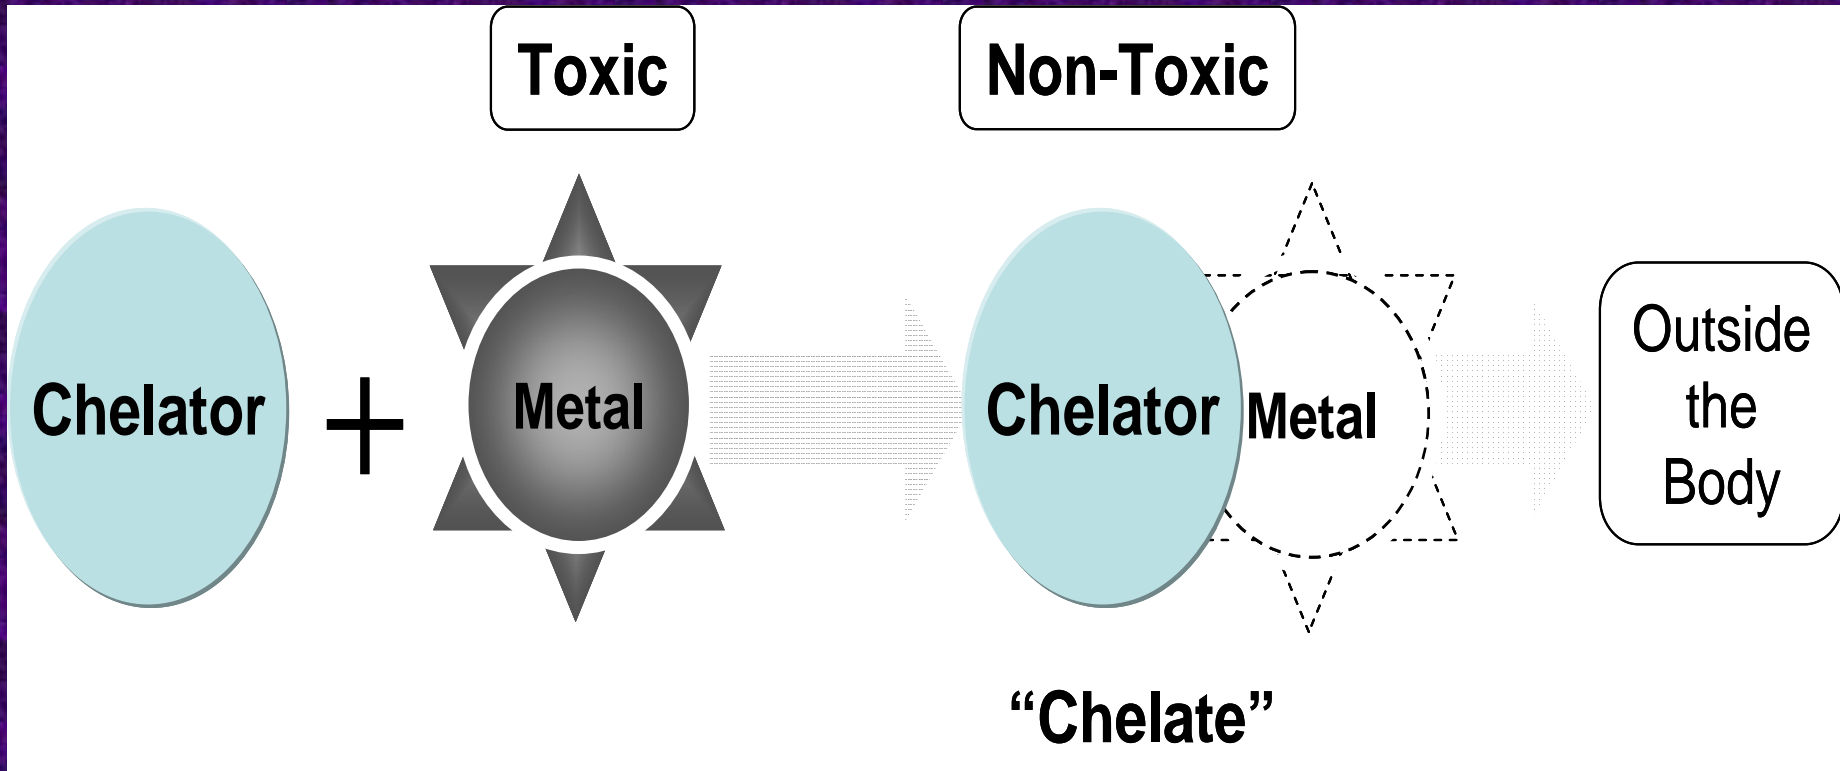 Toxic
Non-Toxic
Chelator
+
Metal
Chelator
Metal
Outside
the
Body
“Chelate”